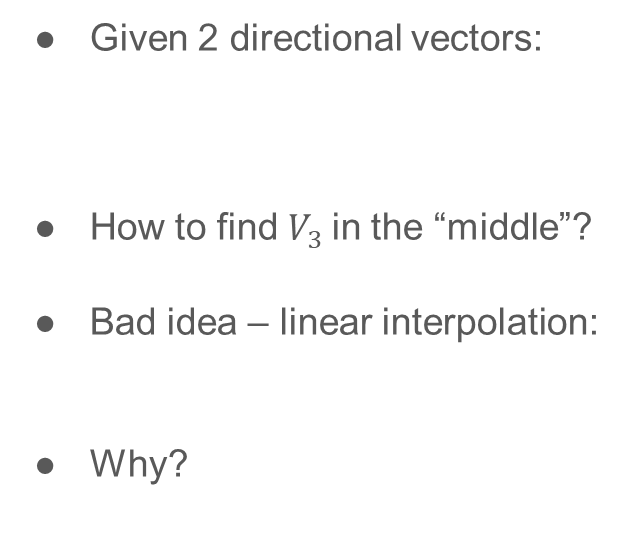 ● Given 2 directional vectors:
● How to find V₃ in the “middle”?
● Bad idea – linear interpolation:
● Why?